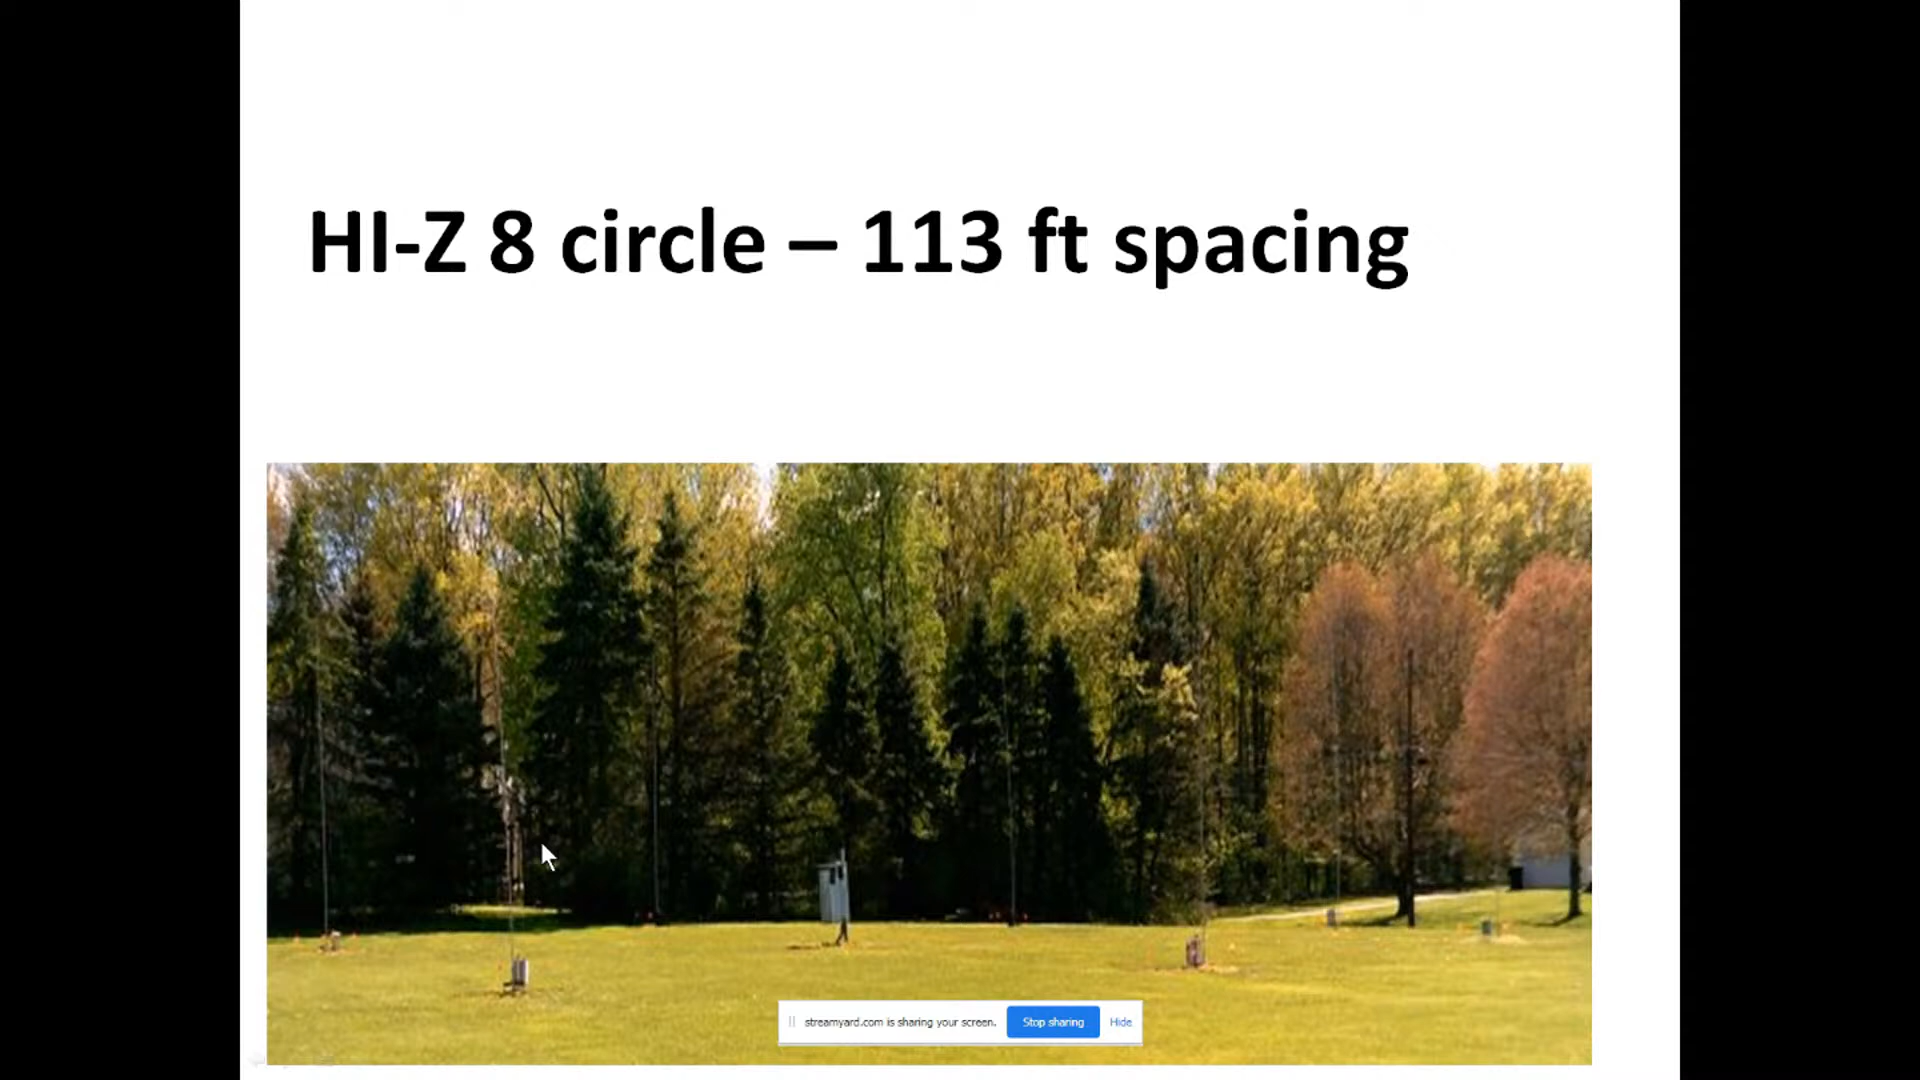 HI-Z 8 circle – 113 ft spacing
streamyard.com is sharing your screen. Stop sharing Hide